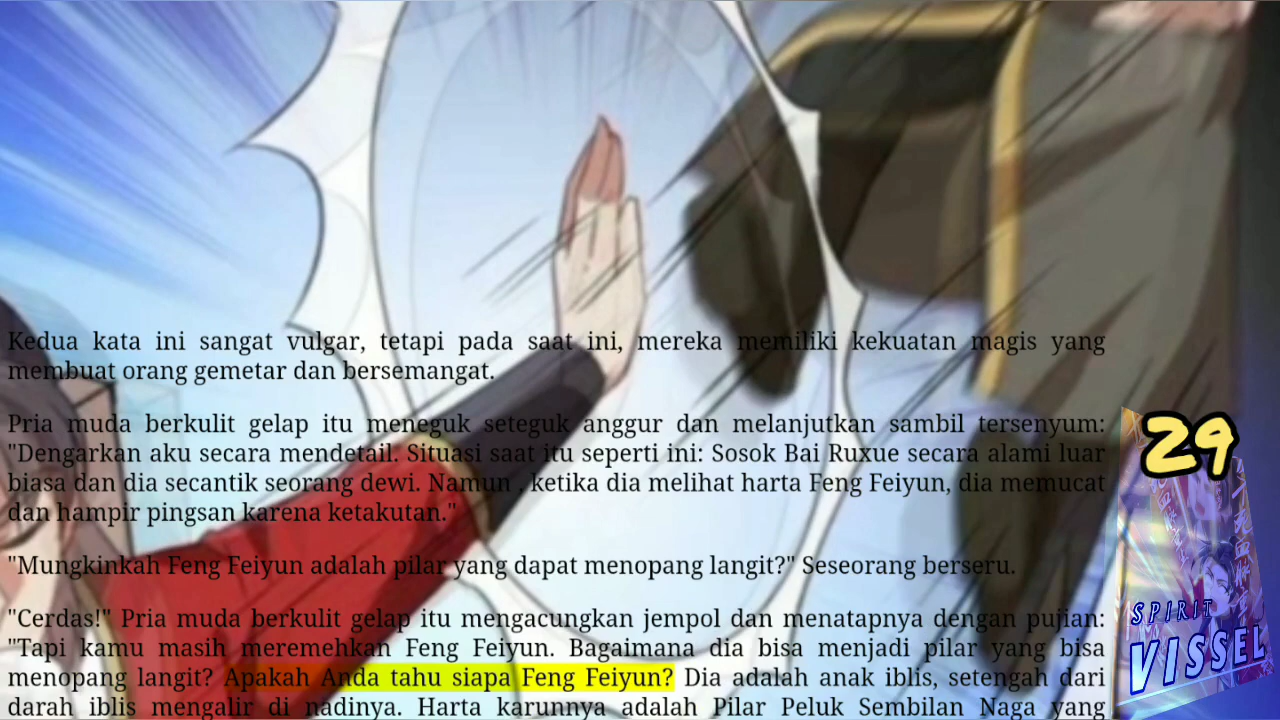 Kedua kata ini sangat vulgar, tetapi pada saat ini, mereka memiliki kekuatan magis yang
membuat orang gemetar dan bersemangat.
Pria muda berkulit gelap itu meneguk seteguk anggur dan melanjutkan sambil tersenyum:
"Dengarkan aku secara mendetail. Situasi saat itu seperti ini: Sosok Bai Ruxue secara alami luar
biasa dan dia secantik seorang dewi. Namun , ketika dia melihat harta Feng Feiyun, dia memucat
dan hampir pingsan karena ketakutan."
"Mungkinkah Feng Feiyun adalah pilar yang dapat menopang langit?" Seseorang berseru.
"Cerdas!" Pria muda berkulit gelap itu mengacungkan jempol dan menatapnya dengan pujian:
"Tapi kamu masih meremehkan Feng Feiyun. Bagaimana dia bisa menjadi pilar yang bisa
menopang langit? Apakah Anda tahu siapa Feng Feiyun? Dia adalah anak iblis, setengah dari
darah iblis mengalir di nadinya. Harta karunnya adalah Pilar Peluk Sembilan Naga yang
29
SPIRIT
VISSEL